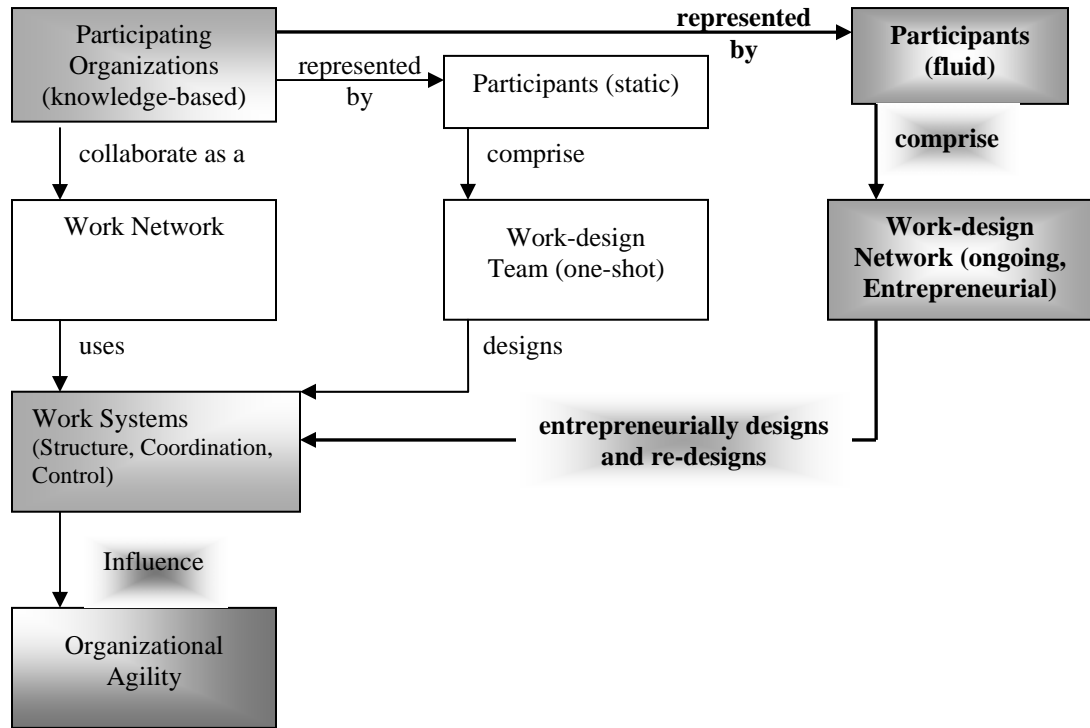 Participating
Organizations
(knowledge-based)
represented
by
Participants (static)
represented
by
Participants
(fluid)
collaborate as a
comprise
comprise
Work Network
Work-design
Team (one-shot)
Work-design
Network (ongoing,
Entrepreneurial)
uses
designs
Work Systems
(Structure, Coordination,
Control)
entrepreneurially designs
and re-designs
Influence
Organizational
Agility